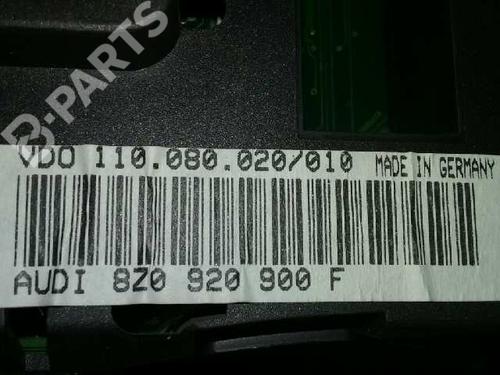 B-PARTS
VDO 110.080.020/010 MADE IN GERMANY
AUDI 8Z0 920 900 F